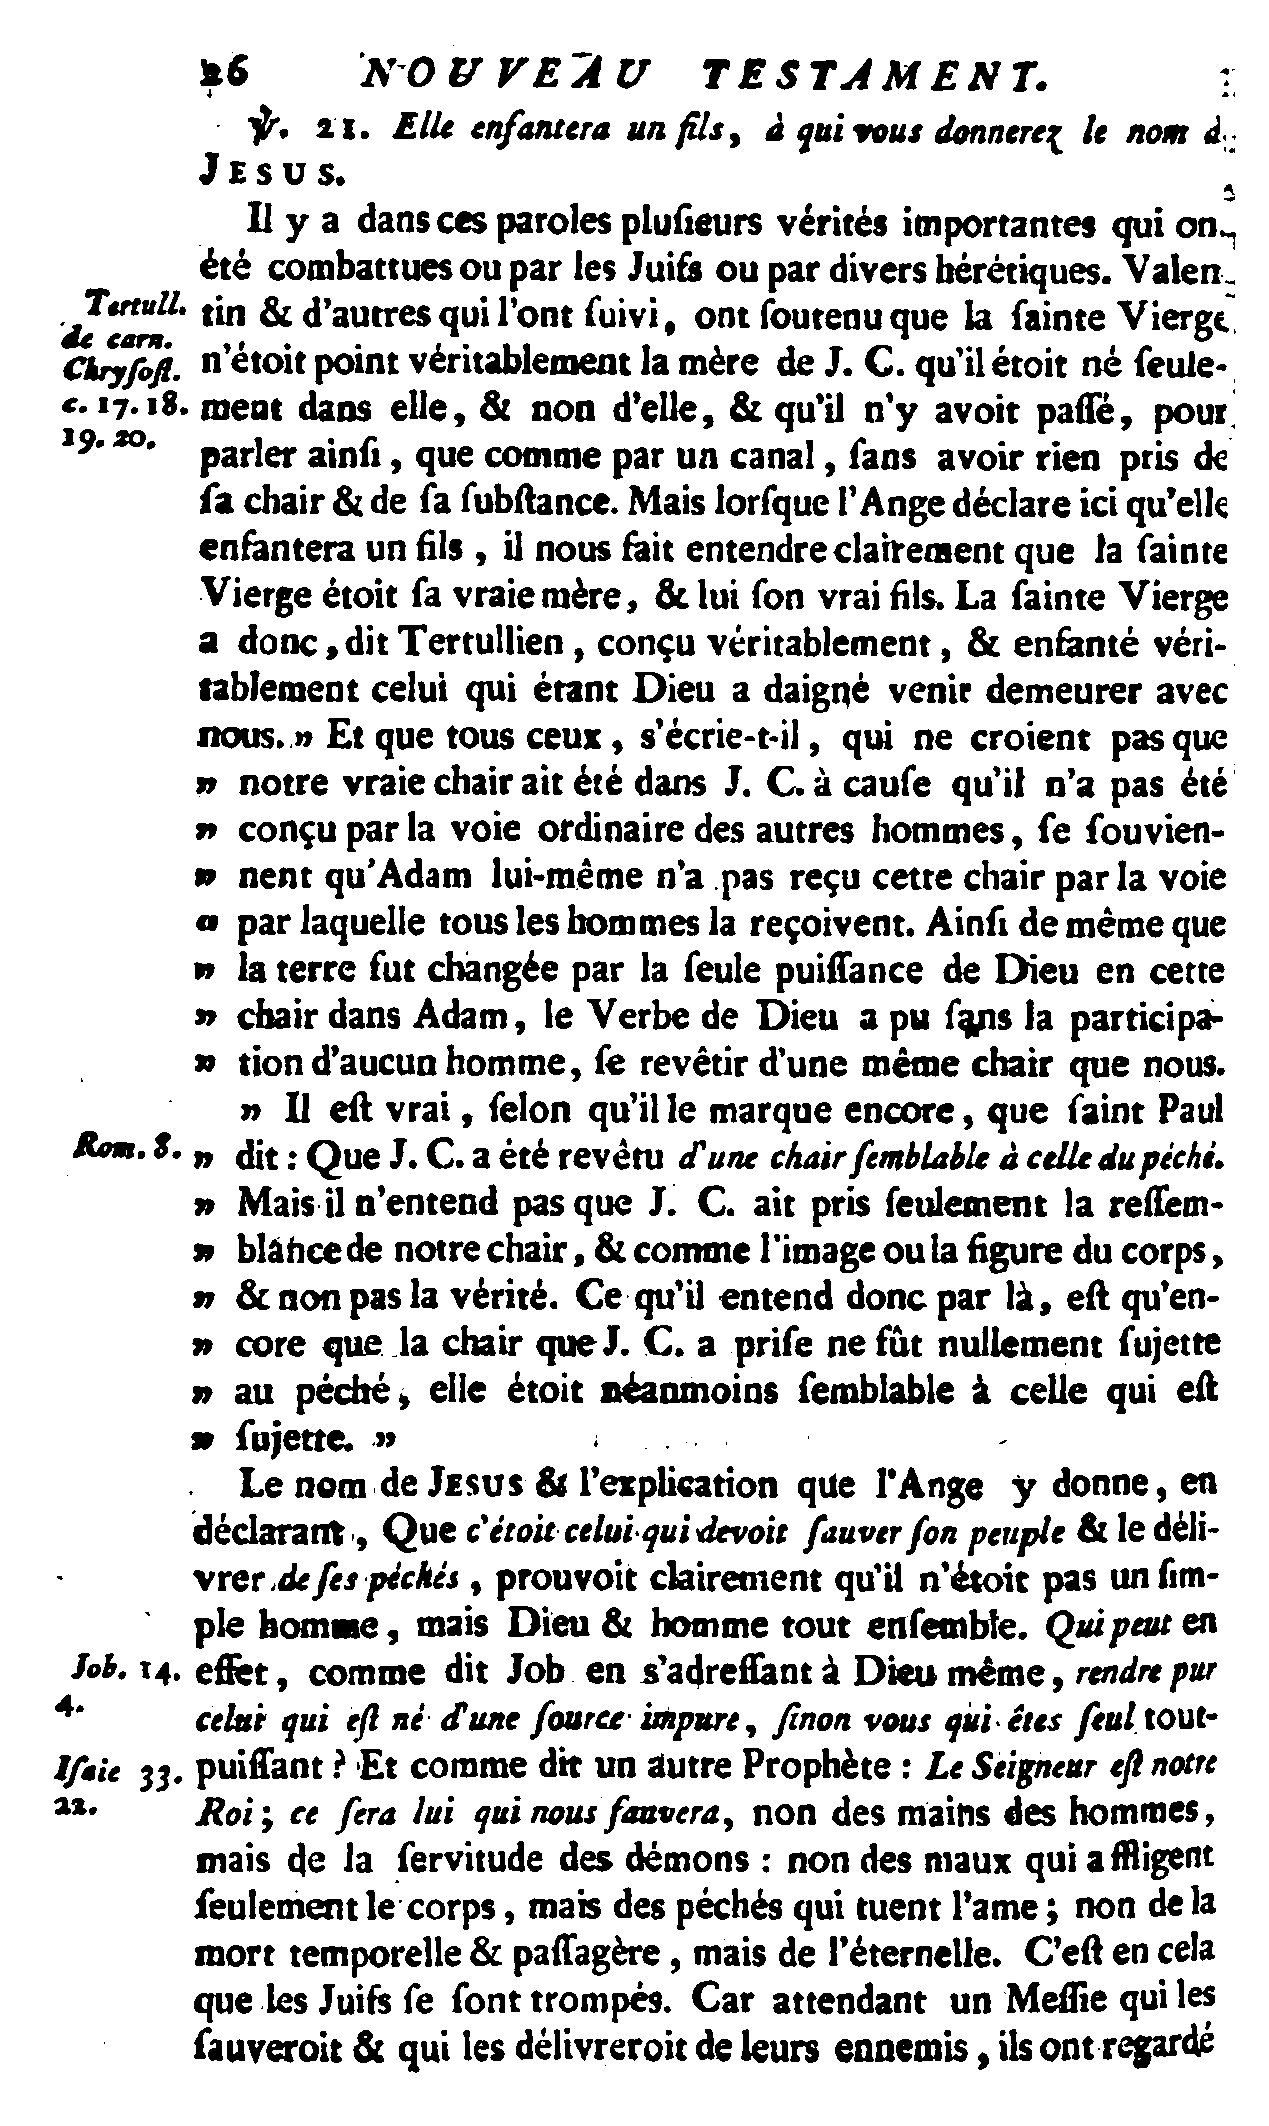 26 NOUVEAU TESTAMENT.
℣. 21. Elle enfantera un fils, à qui vous donnerez le nom d
JESUS.
Il y a dans ces paroles pluſieurs vérités importantes qui on
été combattues ou par les Juifs ou par divers hérétiques. Valen-
Tertull. tin & d'autres qui l'ont ſuivi, ont ſoutenu que la ſainte Vierge
de carn.
Chryſoſt. n'étoit point véritablement la mère de J. C. qu'il étoit né ſeule-
c. 17. 18. ment dans elle, & non d'elle, & qu'il n'y avoit paſſé, pour
19. 20.
parler ainſi, que comme par un canal, ſans avoir rien pris de
ſa chair & de ſa ſubſtance. Mais lorſque l'Ange déclare ici qu'elle
enfantera un fils, il nous fait entendre clairement que la ſainte
Vierge étoit ſa vraie mère, & lui ſon vrai fils. La ſainte Vierge
a donc, dit Tertullien, conçu véritablement, & enfanté véri-
tablement celui qui étant Dieu a daigné venir demeurer avec
nous. » Et que tous ceux, s'écrie-t-il, qui ne croient pas que
» notre vraie chair ait été dans J. C. à cauſe qu'il n'a pas été
» conçu par la voie ordinaire des autres hommes, ſe ſouvien-
» nent qu'Adam lui-même n'a pas reçu cette chair par la voie
» par laquelle tous les hommes la reçoivent. Ainſi de même que
» la terre fut changée par la ſeule puiſſance de Dieu en cette
» chair dans Adam, le Verbe de Dieu a pu ſans la participa-
» tion d'aucun homme, ſe revêtir d'une même chair que nous.
» Il eſt vrai, ſelon qu'il le marque encore, que ſaint Paul
Rom. 8. » dit : Que J. C. a été revêtu d'une chair ſemblable à celle du péché.
» Mais il n'entend pas que J. C. ait pris ſeulement la reſſem-
» blance de notre chair, & comme l'image ou la figure du corps,
» & non pas la vérité. Ce qu'il entend donc par là, eſt qu'en-
» core que la chair que J. C. a priſe ne fût nullement ſujette
» au péché, elle étoit néanmoins ſemblable à celle qui eſt
» ſujette. »
Le nom de JESUS & l'explication que l'Ange y donne, en
déclarant, Que c'étoit celui qui devoit ſauver ſon peuple & le déli-
vrer de ſes péchés, prouvoit clairement qu'il n'étoit pas un ſim-
ple homme, mais Dieu & homme tout enſemble. Qui peut en
Job. 14. effet, comme dit Job en s'adreſſant à Dieu même, rendre pur
4. celui qui eſt né d'une ſource impure, ſinon vous qui êtes ſeul tout-
Iſaie 33. puiſſant ? Et comme dit un autre Prophète : Le Seigneur eſt notre
22. Roi ; ce ſera lui qui nous ſauvera, non des mains des hommes,
mais de la ſervitude des démons : non des maux qui affligent
ſeulement le corps, mais des péchés qui tuent l'ame ; non de la
mort temporelle & paſſagère, mais de l'éternelle. C'eſt en cela
que les Juifs ſe ſont trompés. Car attendant un Meſſie qui les
ſauveroit & qui les délivreroit de leurs ennemis, ils ont regardé